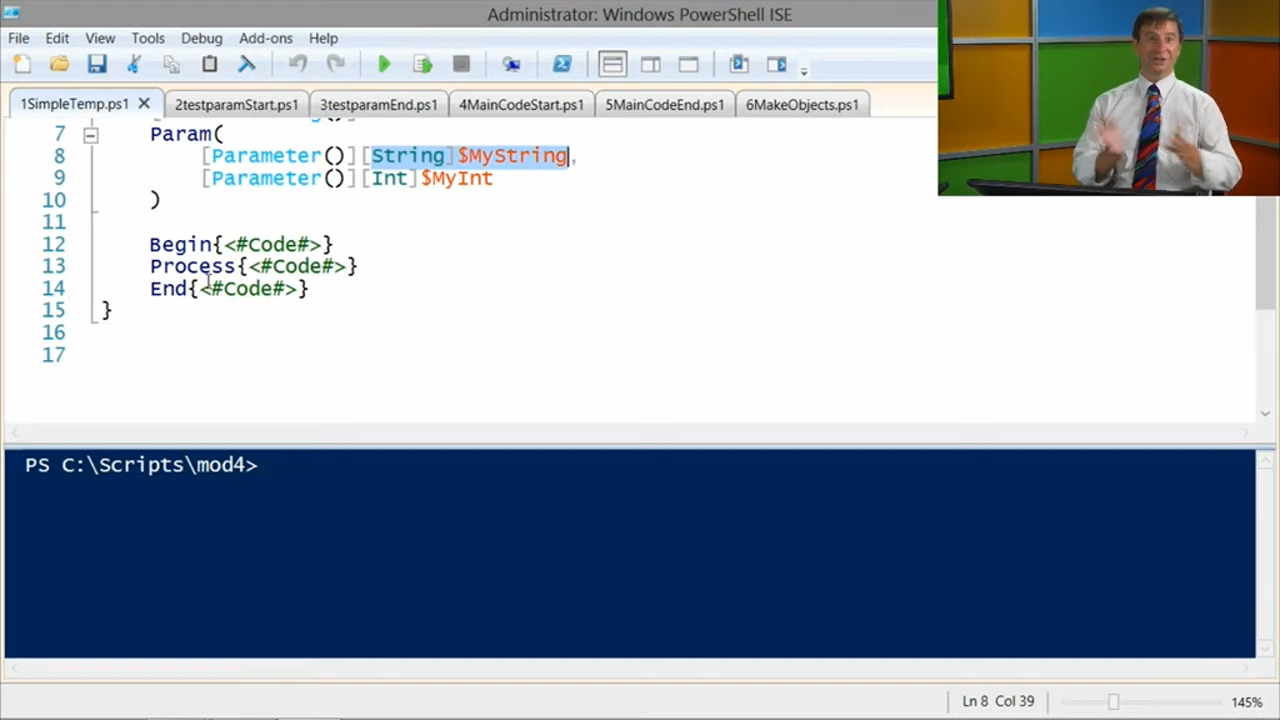 Administrator: Windows PowerShell ISE
File Edit View Tools Debug Add-ons Help
1SimpleTemp.ps1 2testparamStart.ps1 3testparamEnd.ps1 4MainCodeStart.ps1 5MainCodeEnd.ps1 6MakeObjects.ps1
7 Param(
8 [Parameter()][String]$MyString,
9 [Parameter()][Int]$MyInt
10 )
11
12 Begin{<#Code#>}
13 Process{<#Code#>}
14 End{<#Code#>}
15 }
16
17
PS C:\Scripts\mod4>
Ln 8 Col 39 145%